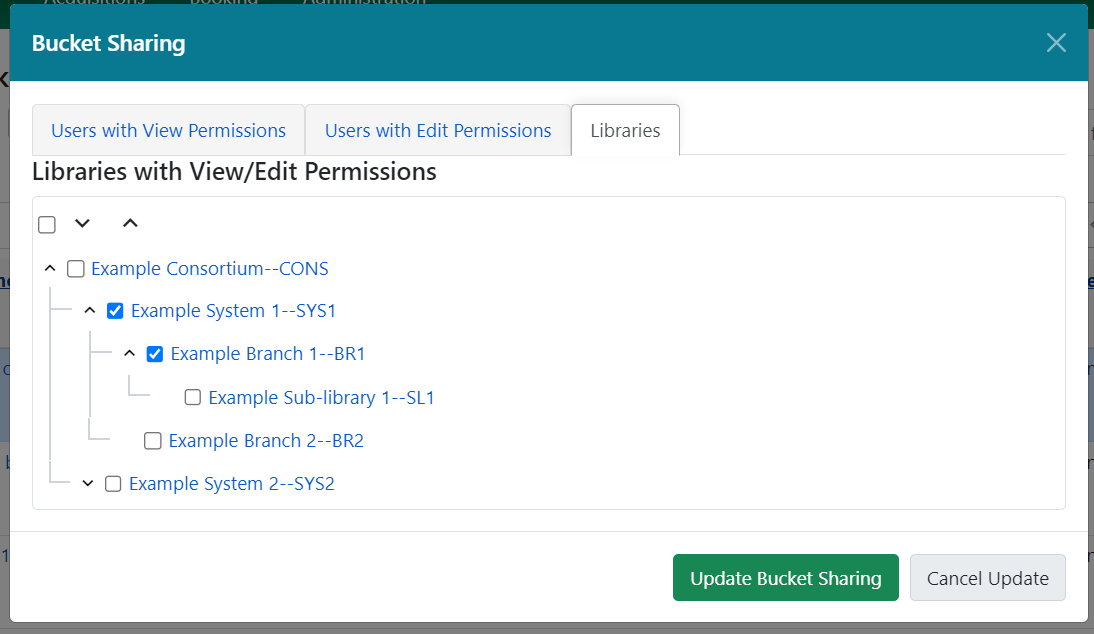 Acquisitions Booking Administration
Bucket Sharing
Users with View Permissions Users with Edit Permissions Libraries
Libraries with View/Edit Permissions
Example Consortium--CONS
Example System 1--SYS1
Example Branch 1--BR1
Example Sub-library 1--SL1
Example Branch 2--BR2
Example System 2--SYS2
Update Bucket Sharing Cancel Update